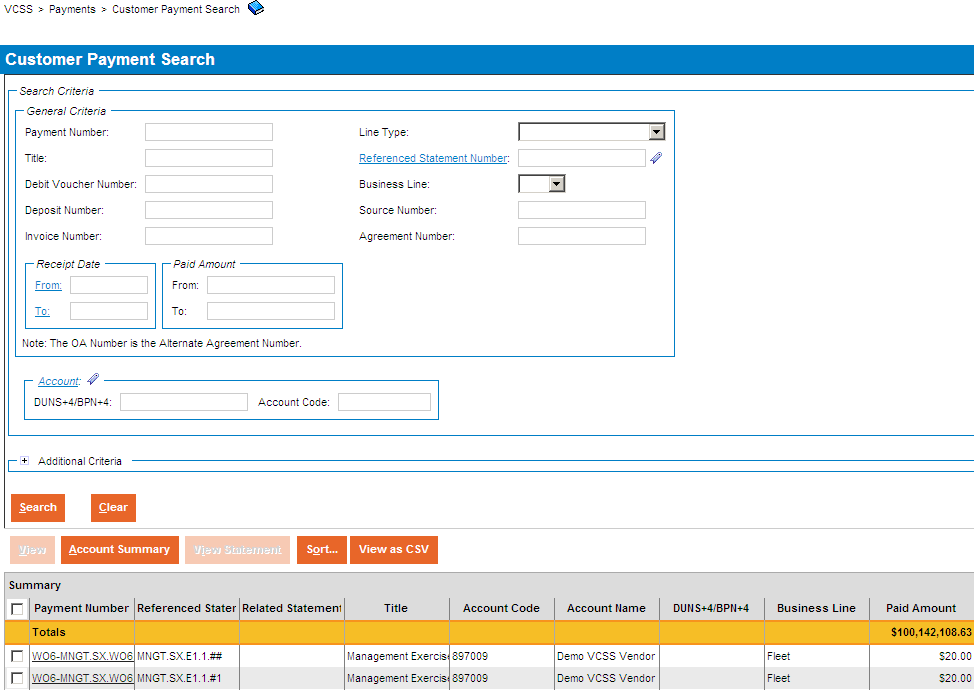 VCSS > Payments > Customer Payment Search
Customer Payment Search
Search Criteria
General Criteria
Payment Number: Line Type:
Title: Referenced Statement Number:
Debit Voucher Number: Business Line:
Deposit Number: Source Number:
Invoice Number: Agreement Number:
Receipt Date Paid Amount
From: From:
To: To:
Note: The OA Number is the Alternate Agreement Number.
Account:
DUNS+4/BPN+4: Account Code:
Additional Criteria
Search Clear
View Account Summary View Statement Sort... View as CSV
Summary
Payment Number Referenced Stater Related Statement Title Account Code Account Name DUNS+4/BPN+4 Business Line Paid Amount
Totals $100,142,108.63
WO6-MNGT.SX.WO6 MNGT.SX.E1.1.## Management Exercise 897009 Demo VCSS Vendor Fleet $20.00
WO6-MNGT.SX.WO6 MNGT.SX.E1.1.#1 Management Exercise 897009 Demo VCSS Vendor Fleet $20.00